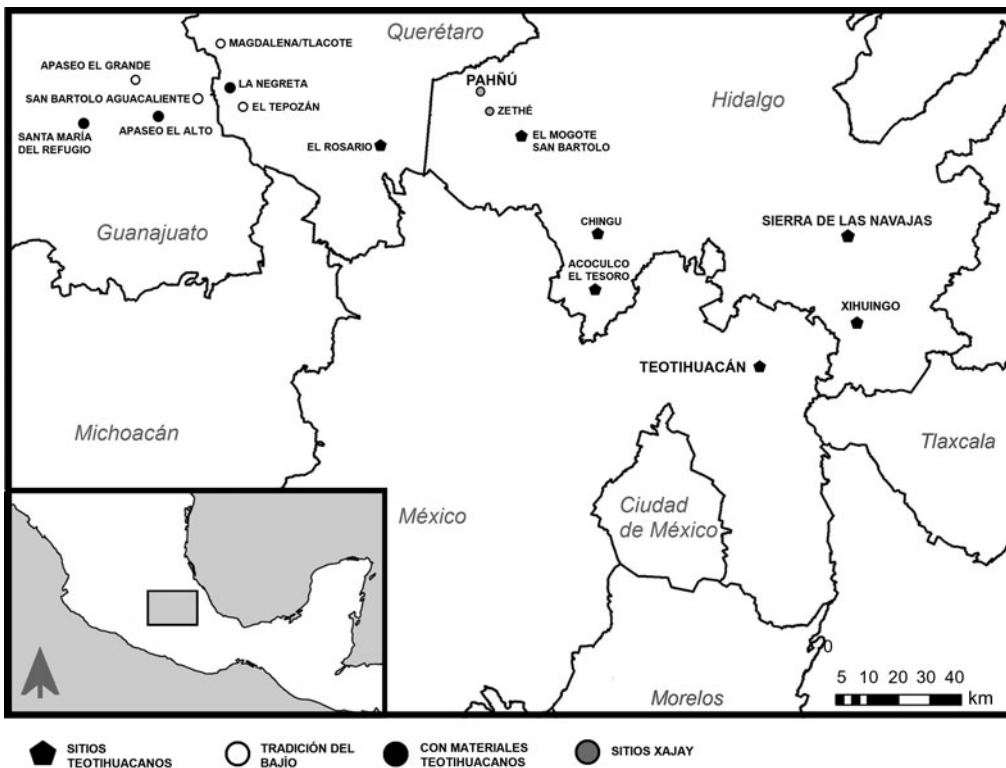 MAGDALENA/TLACOTE
Querétaro
APASEO EL GRANDE
PAHÑÚ
LA NEGRETA
SAN BARTOLO AGUACALIENTE
Hidalgo
EL TEPOZÁN
ZETHÉ
SANTA MARÍA
DEL REFUGIO
APASEO EL ALTO
EL ROSARIO
EL MOGOTE
SAN BARTOLO
Guanajuato
CHINGU
SIERRA DE LAS NAVAJAS
ACOCULCO
EL TESORO
XIHUINGO
TEOTIHUACÁN
Michoacán
Tlaxcala
México
Ciudad
de México
Morelos
0
5 10 20 30 40
km
SITIOS
TEOTIHUACANOS
TRADICIÓN DEL
BAJÍO
CON MATERIALES
TEOTIHUACANOS
SITIOS XAJAY